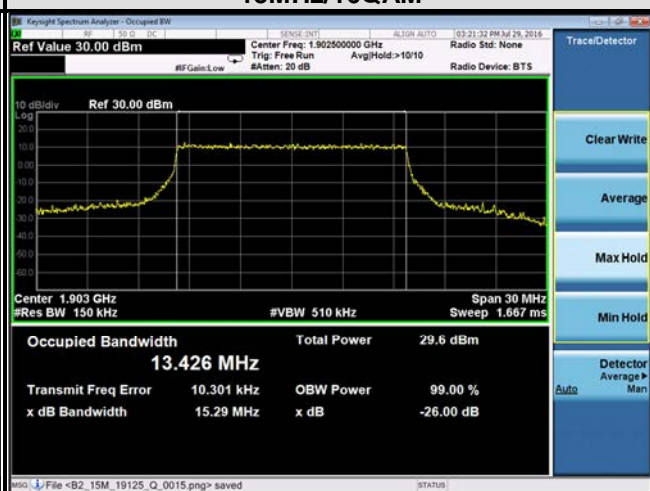 15MHz/16QAM
Keysight Spectrum Analyzer - Occupied BW
RF 50 Ω DC SENSE:INT ALIGN AUTO 03:21:32 PM Jul 29, 2016
Ref Value 30.00 dBm
Center Freq: 1.902500000 GHz
Radio Std: None
Trig: Free Run Avg|Hold:>10/10
#IFGain:Low
#Atten: 20 dB
Radio Device: BTS
Trace/Detector
10 dB/div Ref 30.00 dBm
Log
20.0
10.0
0.00
-10.0
-20.0
-30.0
-40.0
-50.0
-60.0
Center 1.903 GHz
Span 30 MHz
#Res BW 150 kHz
#VBW 510 kHz
Sweep 1.667 ms
Occupied Bandwidth
13.426 MHz
Total Power 29.6 dBm
Transmit Freq Error 10.301 kHz
OBW Power 99.00 %
x dB Bandwidth 15.29 MHz
x dB -26.00 dB
Clear Write
Average
Max Hold
Min Hold
Detector
Average
Auto Man
MSG File <B2_15M_19125_Q_0015.png> saved
STATUS